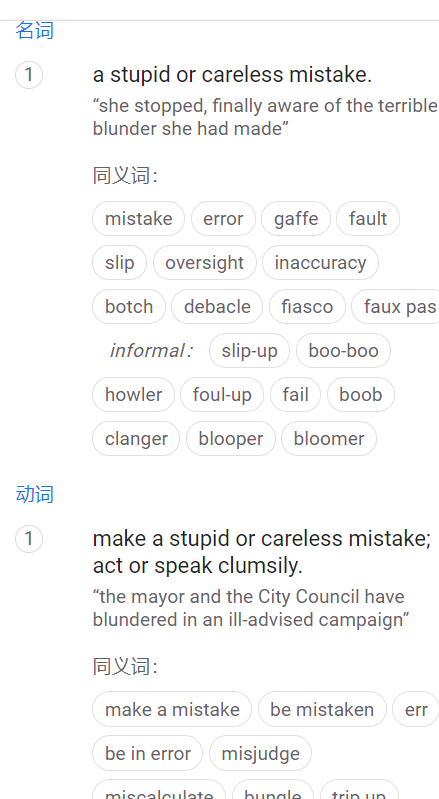 名词
1 a stupid or careless mistake.
“she stopped, finally aware of the terrible
blunder she had made”
同义词：
mistake error gaffe fault
slip oversight inaccuracy
botch debacle fiasco faux pas
informal： slip-up boo-boo
howler foul-up fail boob
clanger blooper bloomer
动词
1 make a stupid or careless mistake;
act or speak clumsily.
“the mayor and the City Council have
blundered in an ill-advised campaign”
同义词：
make a mistake be mistaken err
be in error misjudge
miscalculate bungle trip up